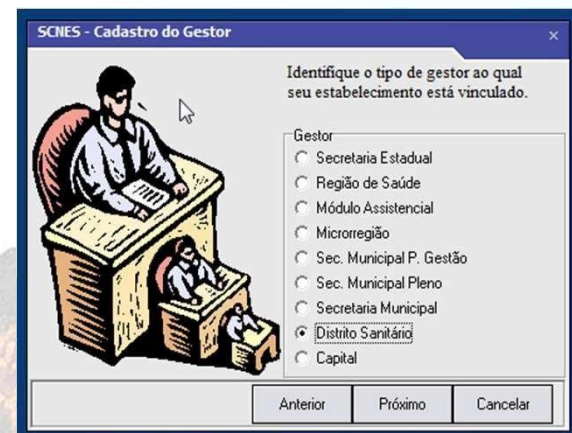 SCNES - Cadastro do Gestor
Identifique o tipo de gestor ao qual
seu estabelecimento está vinculado.
Gestor
Secretaria Estadual
Região de Saúde
Módulo Assistencial
Microrregião
Sec. Municipal P. Gestão
Sec. Municipal Pleno
Secretaria Municipal
Distrito Sanitário
Capital
Anterior
Próximo
Cancelar